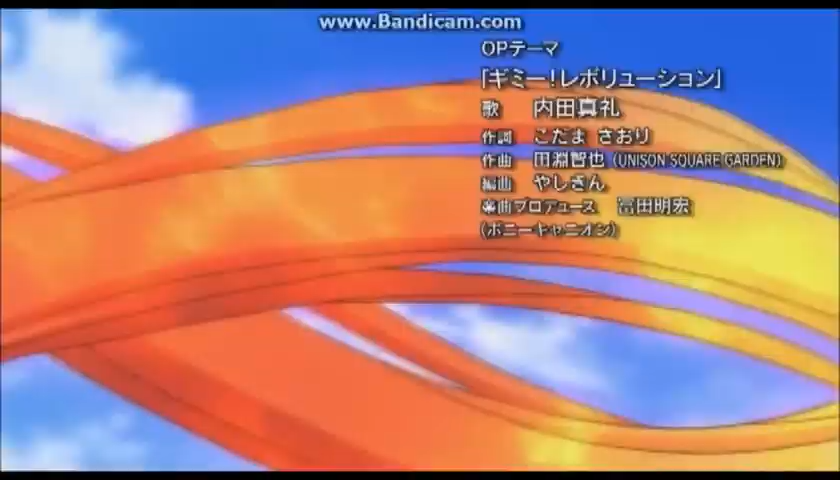 www.Bandicam.com
OPテーマ
「ギミー!レボリューション」
歌 内田真礼
作詞 こだま さおり
作曲 田淵智也 (UNISON SQUARE GARDEN)
編曲 やしきん
楽曲プロデュース 冨田明宏
(ポニーキャニオン)